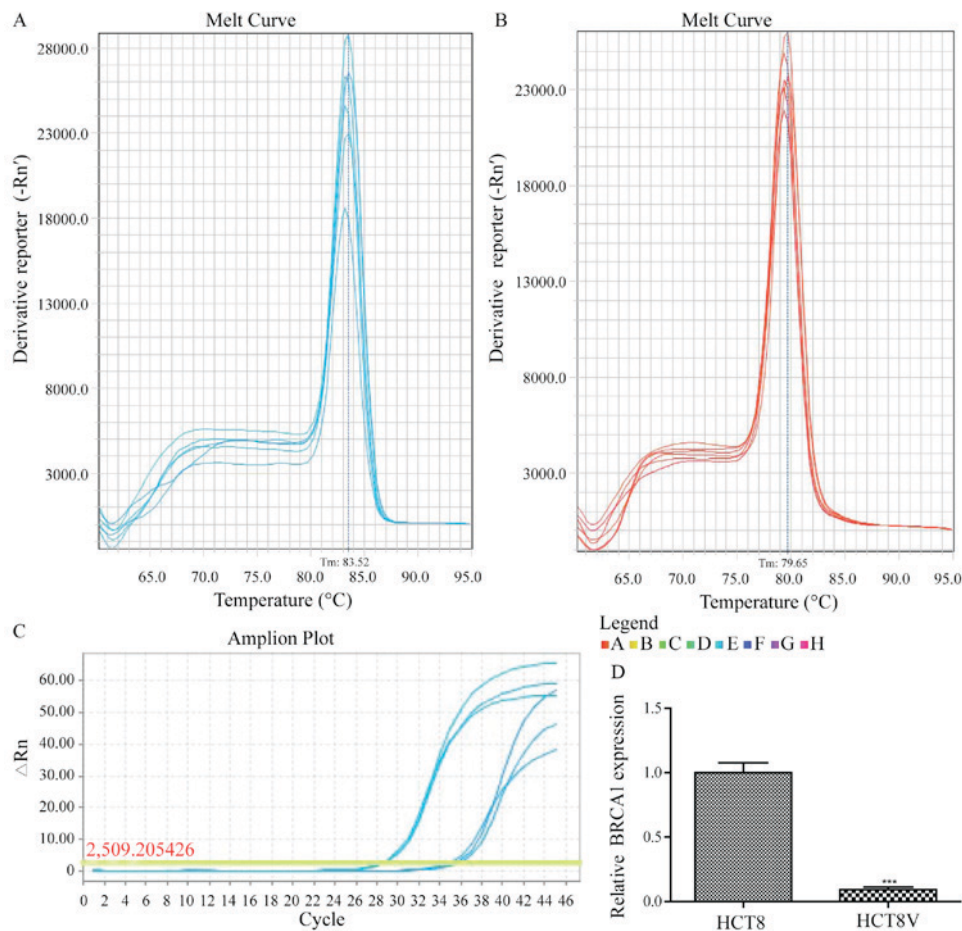 A
Melt Curve
28000.0
23000.0
18000.0
13000.0
8000.0
3000.0
Derivative reporter (-Rn′)
Tm: 83.52
65.0 70.0 75.0 80.0 85.0 90.0 95.0
Temperature (°C)
B
Melt Curve
23000.0
18000.0
13000.0
8000.0
3000.0
Derivative reporter (-Rn′)
Tm: 79.65
65.0 70.0 75.0 80.0 85.0 90.0 95.0
Temperature (°C)
C
Amplion Plot
60.00
50.00
40.00
30.00
20.00
10.00
0
△Rn
2,509.205426
0 2 4 6 8 10 12 14 16 18 20 22 24 26 28 30 32 34 36 38 40 42 44 46
Cycle
Legend
A B C D E F G H
D
1.5
1.0
0.5
0.0
Relative BRCA1 expression
***
HCT8 HCT8V